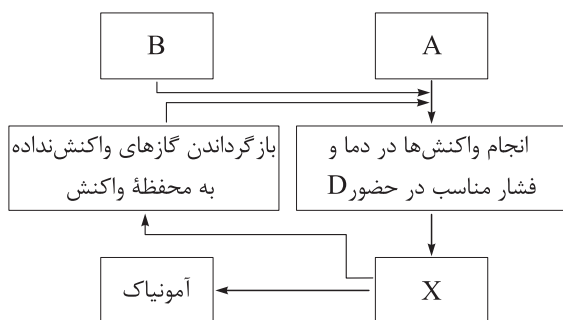 B
A
بازگرداندن گازهای واکنش‌نداده
به محفظهٔ واکنش
انجام واکنش‌ها در دما و
فشار مناسب در حضور D
آمونیاک
X